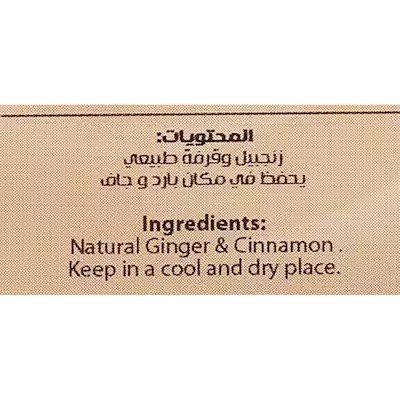 المحتويات:
زنجبيل وقرفة طبيعي
يحفظ في مكان بارد و جاف
Ingredients:
Natural Ginger & Cinnamon .
Keep in a cool and dry place.